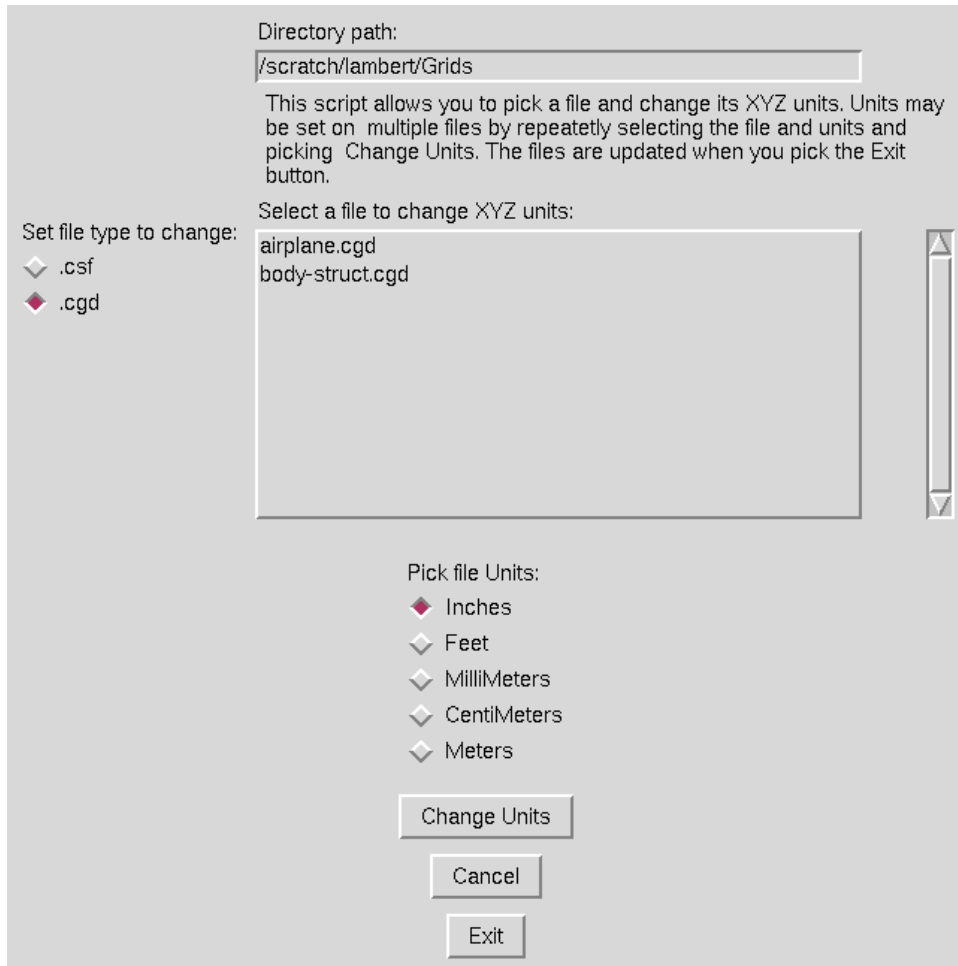 Directory path:
/scratch/lambert/Grids
This script allows you to pick a file and change its XYZ units. Units may
be set on  multiple files by repeatetly selecting the file and units and
picking  Change Units. The files are updated when you pick the Exit
button.
Select a file to change XYZ units:
Set file type to change:
.csf
.cgd
airplane.cgd
body-struct.cgd
Pick file Units:
Inches
Feet
MilliMeters
CentiMeters
Meters
Change Units
Cancel
Exit